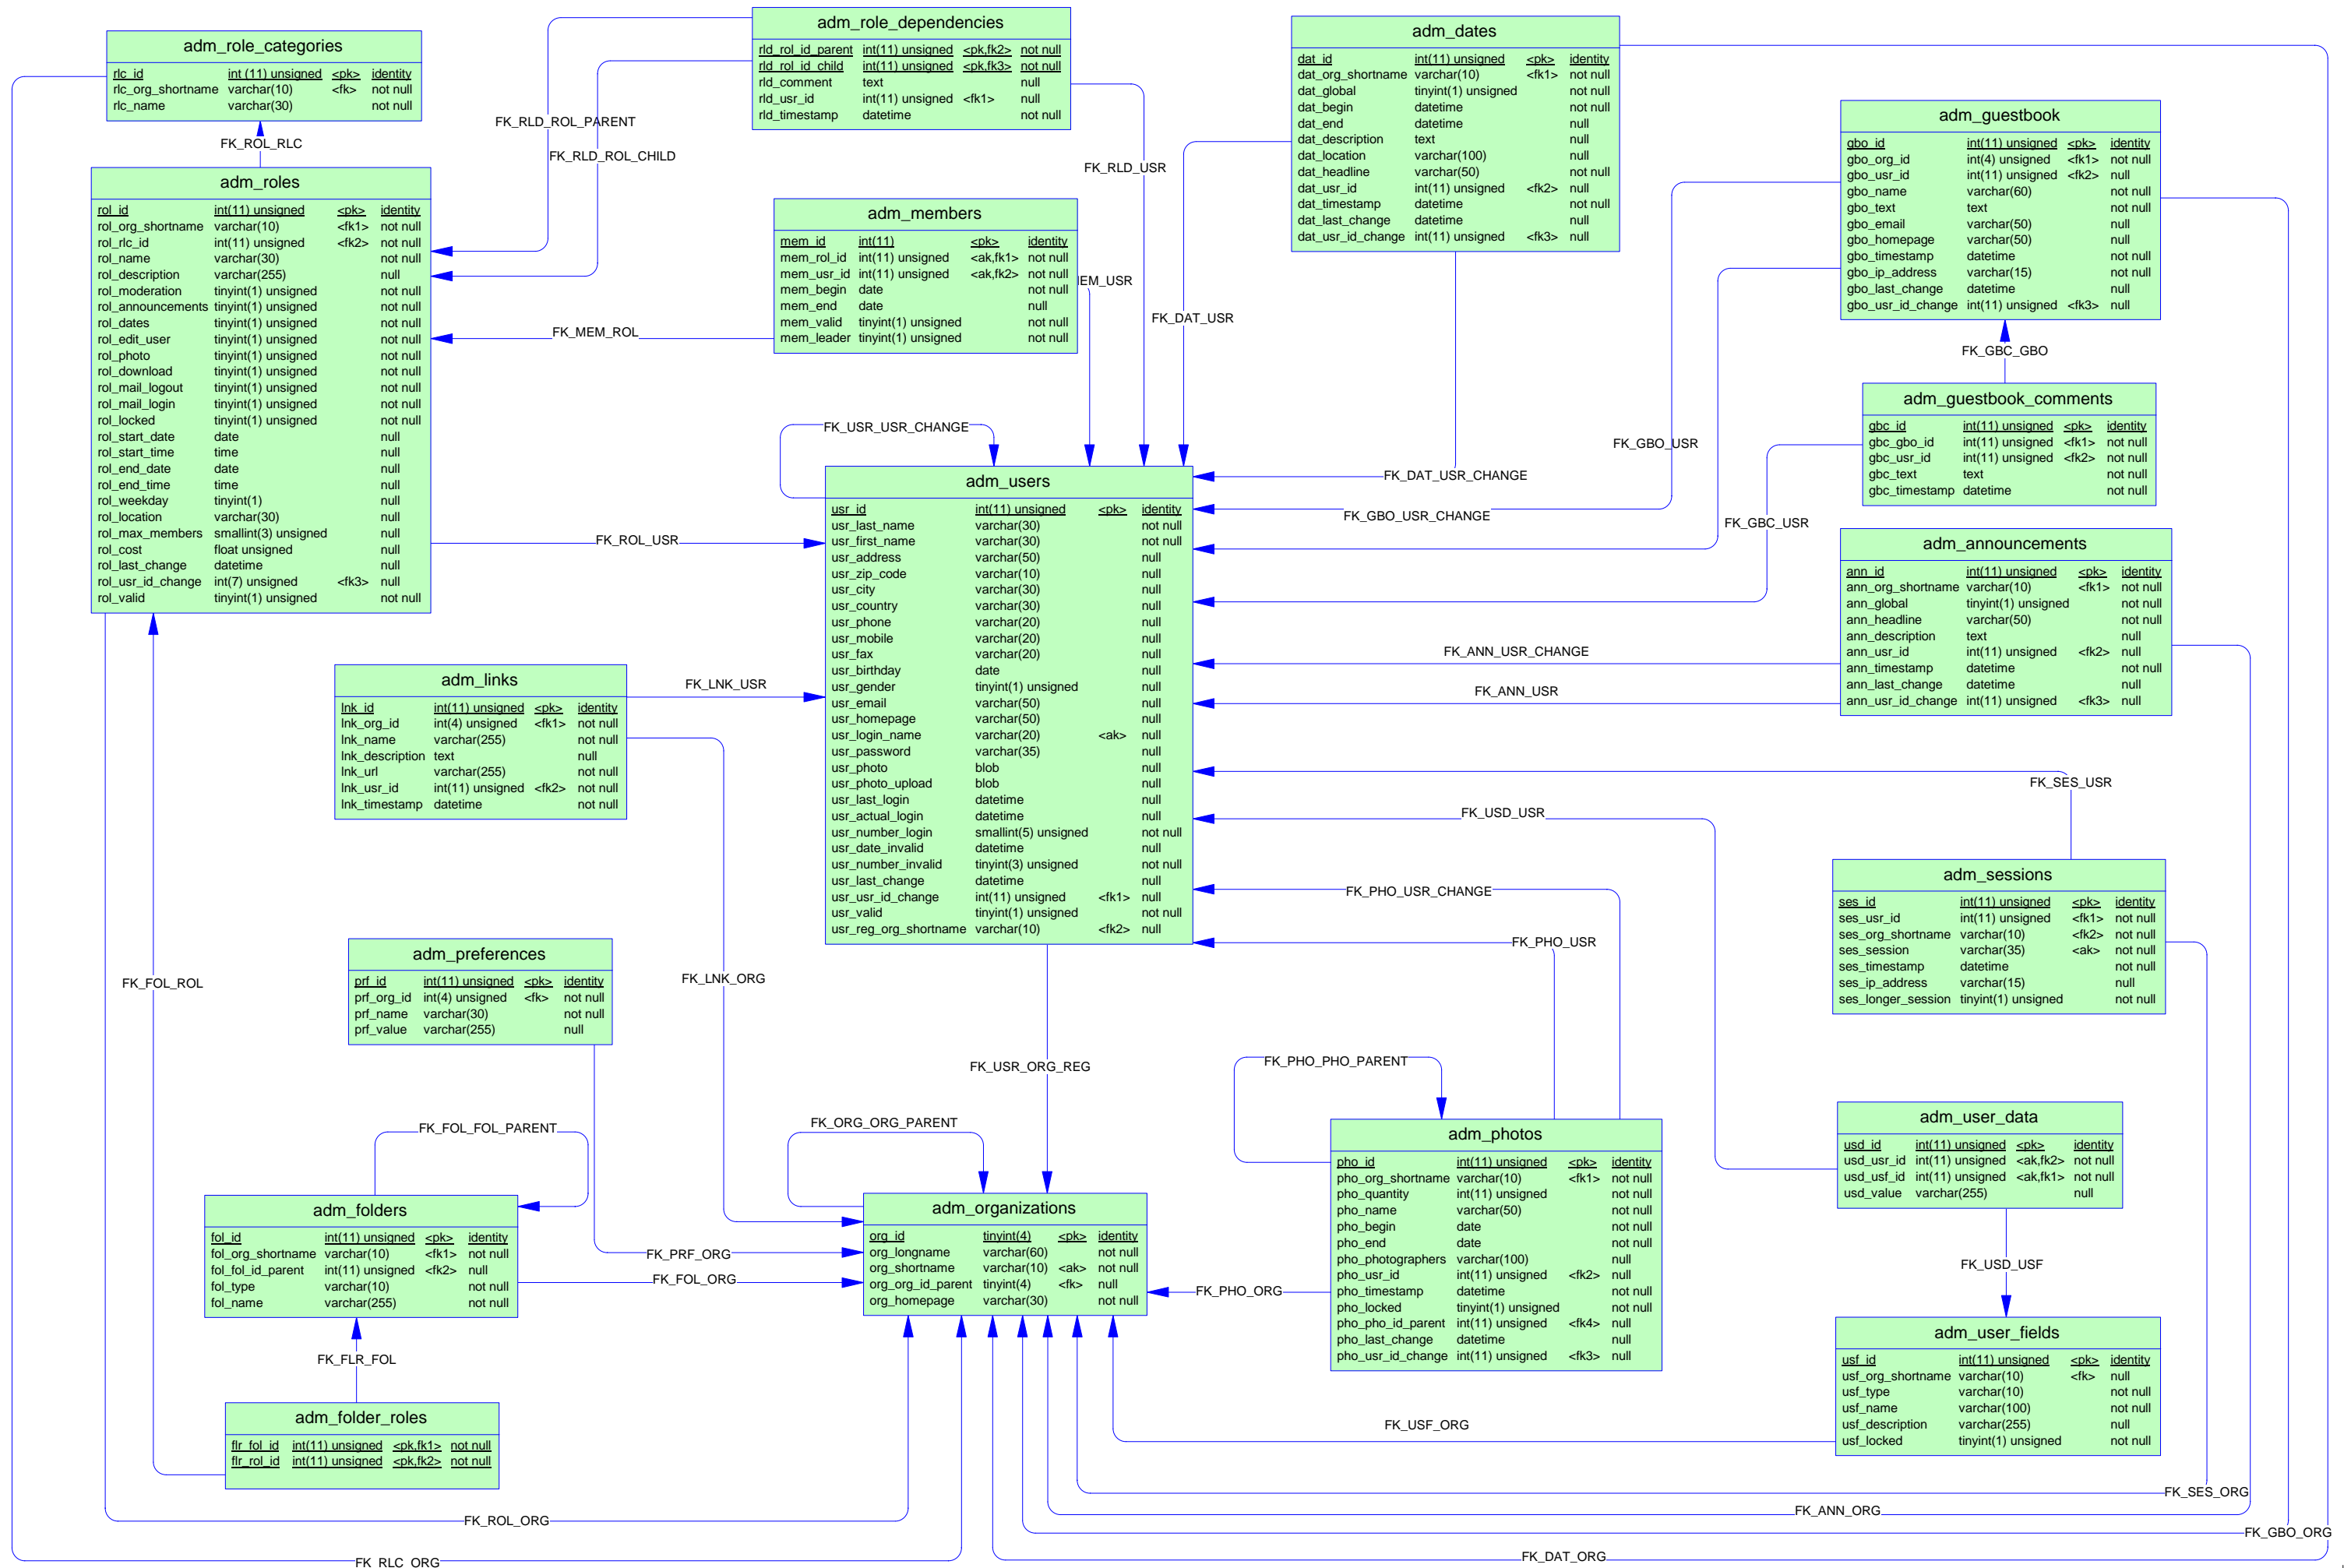 adm_role_categories
rlc_id int (11) unsigned <pk> identity
rlc_org_shortname varchar(10) <fk> not null
rlc_name varchar(30) not null
FK_ROL_RLC
adm_role_dependencies
rld_rol_id_parent int(11) unsigned <pk,fk2> not null
rld_rol_id_child int(11) unsigned <pk,fk3> not null
rld_comment text null
rld_usr_id int(11) unsigned <fk1> null
rld_timestamp datetime not null
FK_RLD_ROL_PARENT
FK_RLD_ROL_CHILD
FK_RLD_USR
adm_dates
dat_id int(11) unsigned <pk> identity
dat_org_shortname varchar(10) <fk1> not null
dat_global tinyint(1) unsigned not null
dat_begin datetime not null
dat_end datetime null
dat_description text null
dat_location varchar(100) null
dat_headline varchar(50) not null
dat_usr_id int(11) unsigned <fk2> null
dat_timestamp datetime not null
dat_last_change datetime null
dat_usr_id_change int(11) unsigned <fk3> null
FK_DAT_USR
FK_DAT_USR_CHANGE
adm_guestbook
gbo_id int(11) unsigned <pk> identity
gbo_org_id int(4) unsigned <fk1> not null
gbo_usr_id int(11) unsigned <fk2> null
gbo_name varchar(60) not null
gbo_text text not null
gbo_email varchar(50) null
gbo_homepage varchar(50) null
gbo_timestamp datetime not null
gbo_ip_address varchar(15) not null
gbo_last_change datetime null
gbo_usr_id_change int(11) unsigned <fk3> null
FK_GBC_GBO
FK_GBO_USR
FK_GBO_USR_CHANGE
adm_roles
rol_id int(11) unsigned <pk> identity
rol_org_shortname varchar(10) <fk1> not null
rol_rlc_id int(11) unsigned <fk2> not null
rol_name varchar(30) not null
rol_description varchar(255) null
rol_moderation tinyint(1) unsigned not null
rol_announcements tinyint(1) unsigned not null
rol_dates tinyint(1) unsigned not null
rol_edit_user tinyint(1) unsigned not null
rol_photo tinyint(1) unsigned not null
rol_download tinyint(1) unsigned not null
rol_mail_logout tinyint(1) unsigned not null
rol_mail_login tinyint(1) unsigned not null
rol_locked tinyint(1) unsigned not null
rol_start_date date null
rol_start_time time null
rol_end_date date null
rol_end_time time null
rol_weekday tinyint(1) null
rol_location varchar(30) null
rol_max_members smallint(3) unsigned null
rol_cost float unsigned null
rol_last_change datetime null
rol_usr_id_change int(7) unsigned <fk3> null
rol_valid tinyint(1) unsigned not null
adm_members
mem_id int(11) <pk> identity
mem_rol_id int(11) unsigned <ak,fk1> not null
mem_usr_id int(11) unsigned <ak,fk2> not null
mem_begin date not null
mem_end date null
mem_valid tinyint(1) unsigned not null
mem_leader tinyint(1) unsigned not null
FK_MEM_ROL
EM_USR
FK_USR_USR_CHANGE
FK_ROL_USR
adm_guestbook_comments
gbc_id int(11) unsigned <pk> identity
gbc_gbo_id int(11) unsigned <fk1> not null
gbc_usr_id int(11) unsigned <fk2> not null
gbc_text text not null
gbc_timestamp datetime not null
FK_GBC_USR
adm_users
usr_id int(11) unsigned <pk> identity
usr_last_name varchar(30) not null
usr_first_name varchar(30) not null
usr_address varchar(50) null
usr_zip_code varchar(10) null
usr_city varchar(30) null
usr_country varchar(30) null
usr_phone varchar(20) null
usr_mobile varchar(20) null
usr_fax varchar(20) null
usr_birthday date null
usr_gender tinyint(1) unsigned null
usr_email varchar(50) null
usr_homepage varchar(50) null
usr_login_name varchar(20) <ak> null
usr_password varchar(35) null
usr_photo blob null
usr_photo_upload blob null
usr_last_login datetime null
usr_actual_login datetime null
usr_number_login smallint(5) unsigned not null
usr_date_invalid datetime null
usr_number_invalid tinyint(3) unsigned not null
usr_last_change datetime null
usr_usr_id_change int(11) unsigned <fk1> null
usr_valid tinyint(1) unsigned not null
usr_reg_org_shortname varchar(10) <fk2> null
adm_announcements
ann_id int(11) unsigned <pk> identity
ann_org_shortname varchar(10) <fk1> not null
ann_global tinyint(1) unsigned not null
ann_headline varchar(50) not null
ann_description text null
ann_usr_id int(11) unsigned <fk2> null
ann_timestamp datetime not null
ann_last_change datetime null
ann_usr_id_change int(11) unsigned <fk3> null
FK_ANN_USR_CHANGE
FK_ANN_USR
adm_links
lnk_id int(11) unsigned <pk> identity
lnk_org_id int(4) unsigned <fk1> not null
lnk_name varchar(255) not null
lnk_description text null
lnk_url varchar(255) not null
lnk_usr_id int(11) unsigned <fk2> not null
lnk_timestamp datetime not null
FK_LNK_USR
FK_LNK_ORG
FK_SES_USR
FK_USD_USR
FK_PHO_USR_CHANGE
FK_PHO_USR
adm_sessions
ses_id int(11) unsigned <pk> identity
ses_usr_id int(11) unsigned <fk1> not null
ses_org_shortname varchar(10) <fk2> not null
ses_session varchar(35) <ak> not null
ses_timestamp datetime not null
ses_ip_address varchar(15) null
ses_longer_session tinyint(1) unsigned not null
adm_preferences
prf_id int(11) unsigned <pk> identity
prf_org_id int(4) unsigned <fk> not null
prf_name varchar(30) not null
prf_value varchar(255) null
FK_FOL_ROL
FK_USR_ORG_REG
FK_PHO_PHO_PARENT
FK_FOL_FOL_PARENT
FK_ORG_ORG_PARENT
adm_photos
pho_id int(11) unsigned <pk> identity
pho_org_shortname varchar(10) <fk1> not null
pho_quantity int(11) unsigned not null
pho_name varchar(50) not null
pho_begin date not null
pho_end date not null
pho_photographers varchar(100) null
pho_usr_id int(11) unsigned <fk2> null
pho_timestamp datetime not null
pho_locked tinyint(1) unsigned not null
pho_pho_id_parent int(11) unsigned <fk4> null
pho_last_change datetime null
pho_usr_id_change int(11) unsigned <fk3> null
adm_user_data
usd_id int(11) unsigned <pk> identity
usd_usr_id int(11) unsigned <ak,fk2> not null
usd_usf_id int(11) unsigned <ak,fk1> not null
usd_value varchar(255) null
FK_USD_USF
adm_folders
fol_id int(11) unsigned <pk> identity
fol_org_shortname varchar(10) <fk1> not null
fol_fol_id_parent int(11) unsigned <fk2> null
fol_type varchar(10) not null
fol_name varchar(255) not null
FK_PRF_ORG
FK_FOL_ORG
adm_organizations
org_id tinyint(4) <pk> identity
org_longname varchar(60) not null
org_shortname varchar(10) <ak> not null
org_org_id_parent tinyint(4) <fk> null
org_homepage varchar(30) not null
FK_PHO_ORG
adm_user_fields
usf_id int(11) unsigned <pk> identity
usf_org_shortname varchar(10) <fk> null
usf_type varchar(10) not null
usf_name varchar(100) not null
usf_description varchar(255) null
usf_locked tinyint(1) unsigned not null
FK_FLR_FOL
adm_folder_roles
flr_fol_id int(11) unsigned <pk,fk1> not null
flr_rol_id int(11) unsigned <pk,fk2> not null
FK_USF_ORG
FK_SES_ORG
FK_ANN_ORG
FK_ROL_ORG
FK_GBO_ORG
FK_DAT_ORG
FK_RLC_ORG